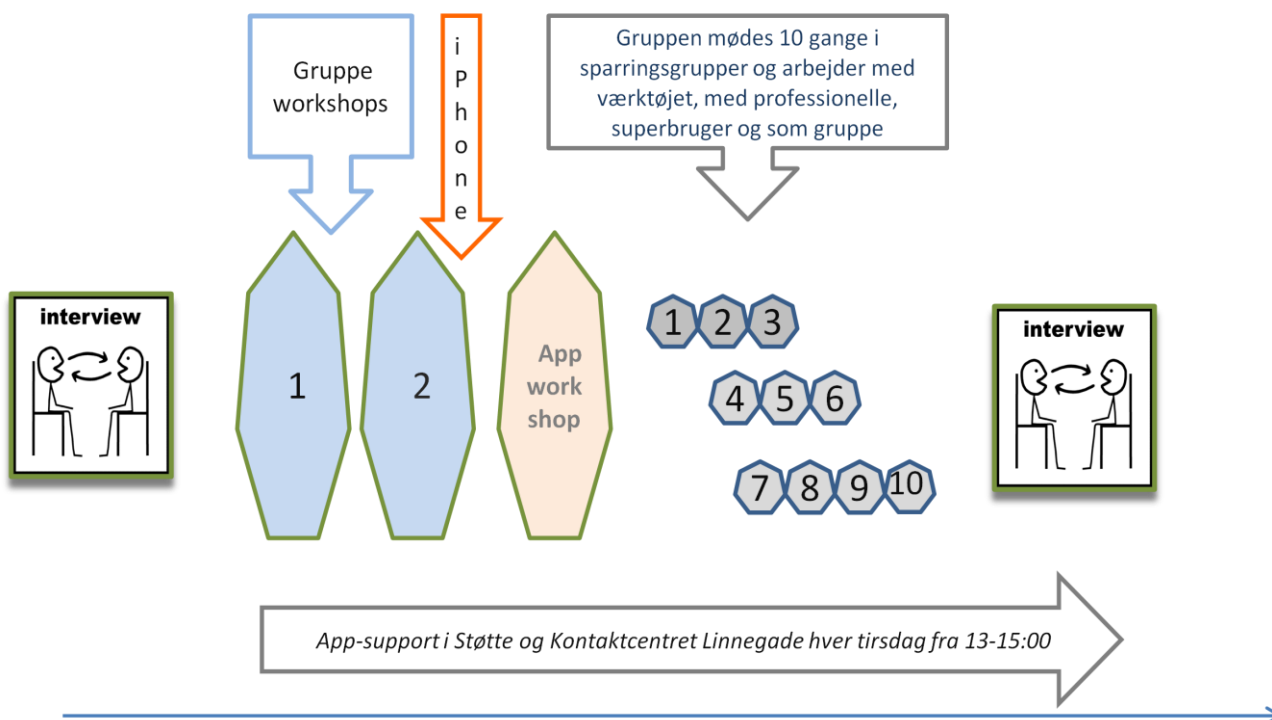 Gruppe
workshops
i
P
h
o
n
e
Gruppen mødes 10 gange i
sparringsgrupper og arbejder med
værktøjet, med professionelle,
superbruger og som gruppe
interview
1
2
App
work
shop
1 2 3
4 5 6
7 8 9 10
interview
App-support i Støtte og Kontaktcentret Linnegade hver tirsdag fra 13-15:00